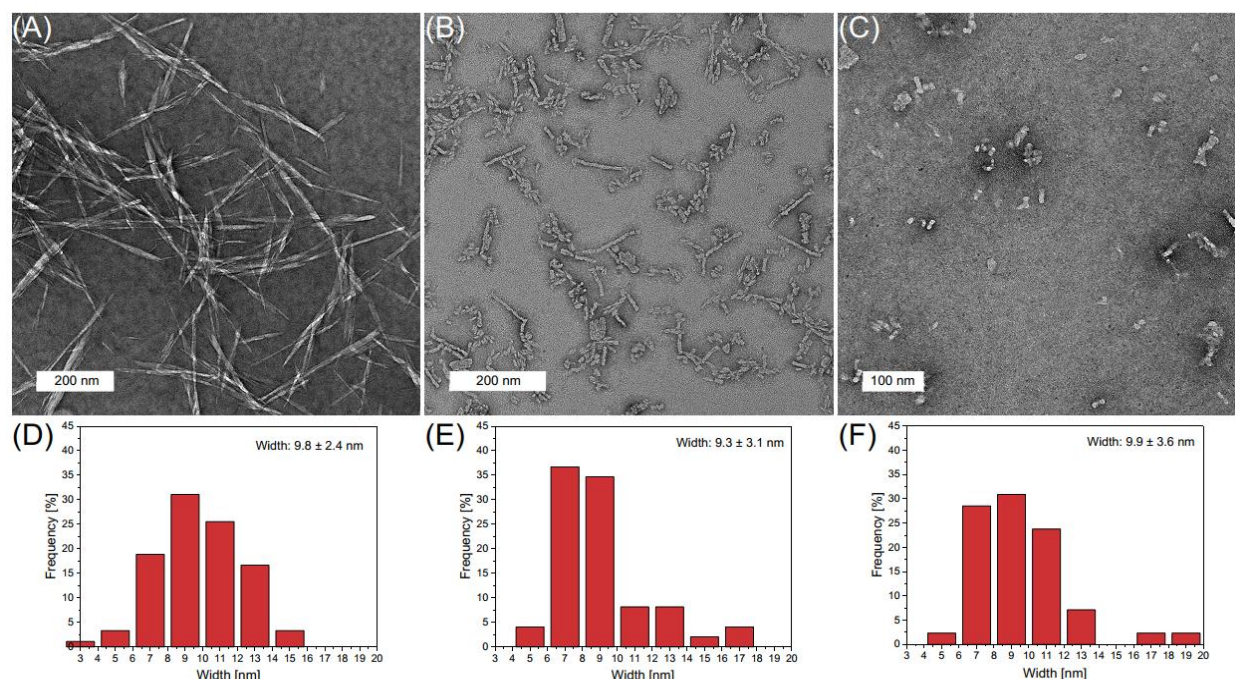 (A)
(B)
(C)
200 nm
200 nm
100 nm
(D)
(E)
(F)
45
40
35
30
25
20
15
10
5
0
Frequency [%]
Width: 9.8 ± 2.4 nm
3 4 5 6 7 8 9 10 11 12 13 14 15 16 17 18 19 20
Width [nm]
45
40
35
30
25
20
15
10
5
0
Frequency [%]
Width: 9.3 ± 3.1 nm
3 4 5 6 7 8 9 10 11 12 13 14 15 16 17 18 19 20
Width [nm]
45
40
35
30
25
20
15
10
5
0
Frequency [%]
Width: 9.9 ± 3.6 nm
3 4 5 6 7 8 9 10 11 12 13 14 15 16 17 18 19 20
Width [nm]